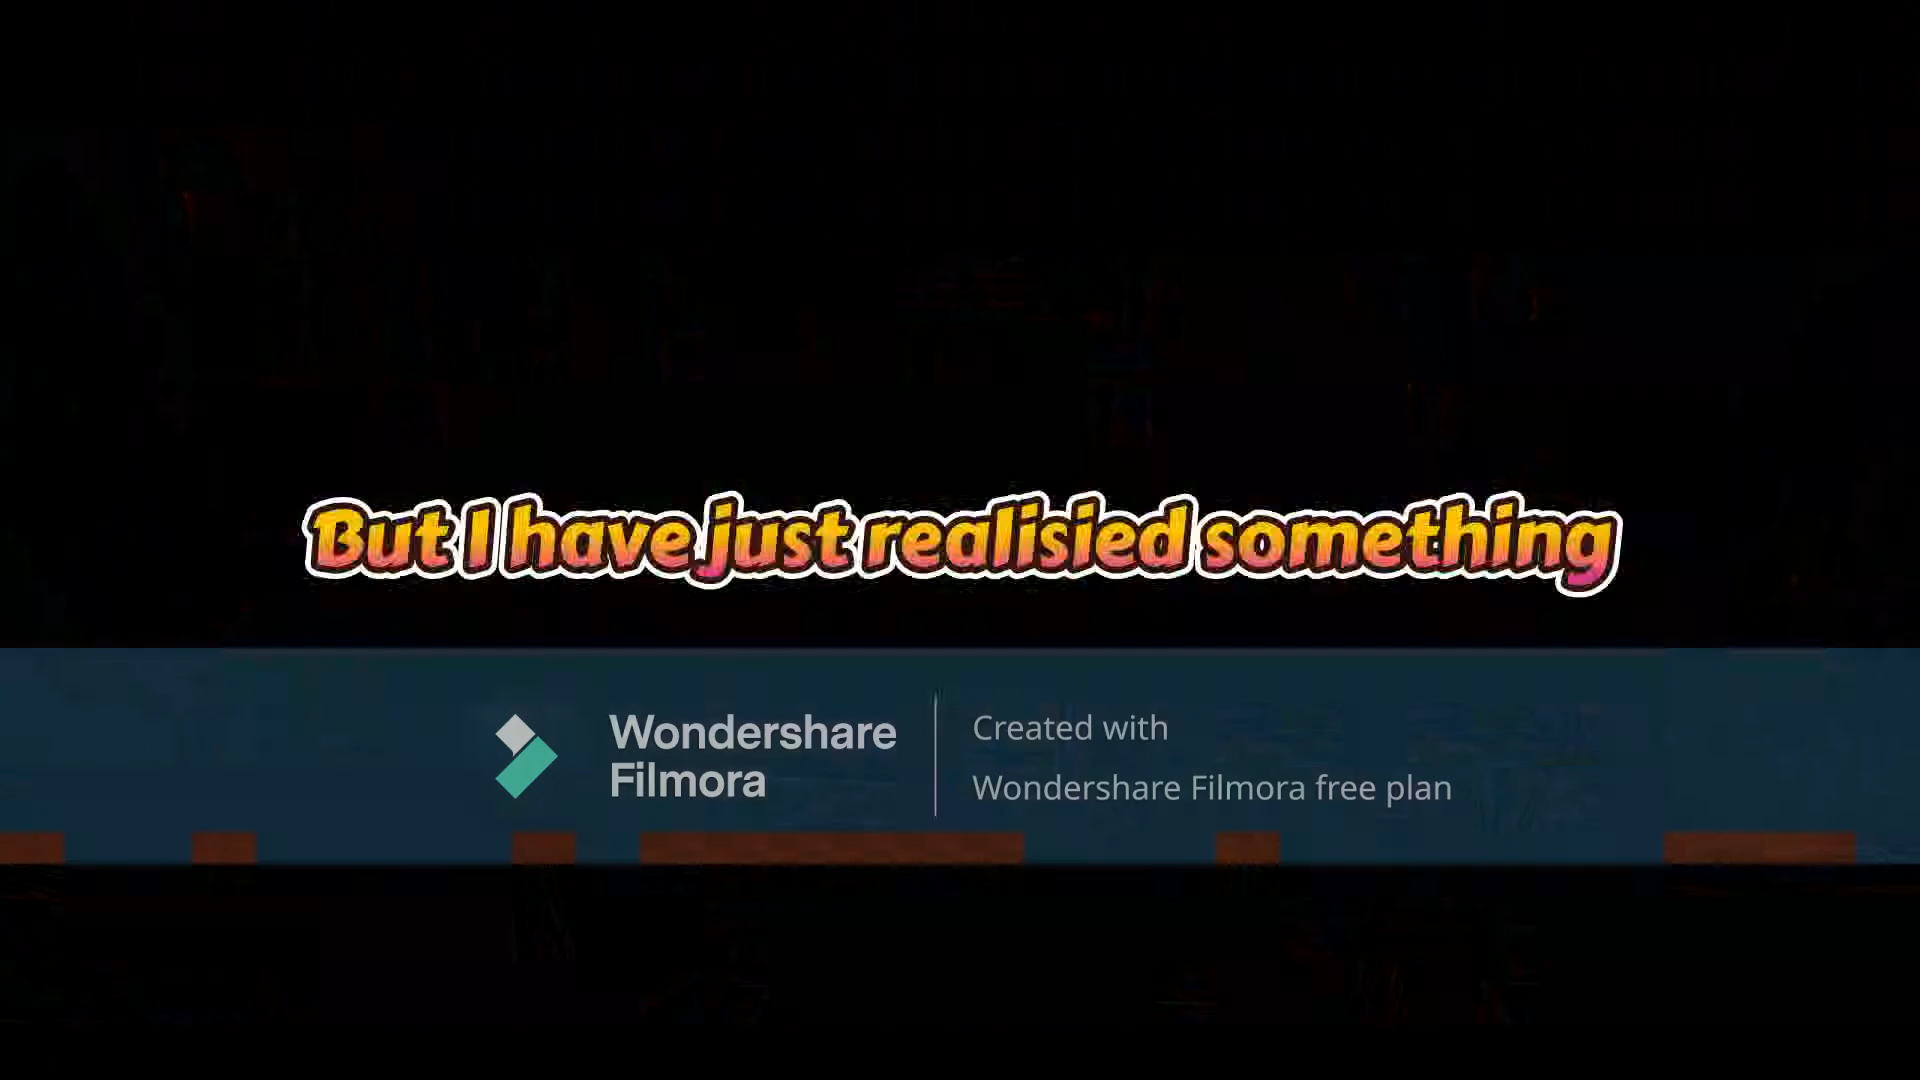 But I have just realisied something
Wondershare
Filmora
Created with
Wondershare Filmora free plan